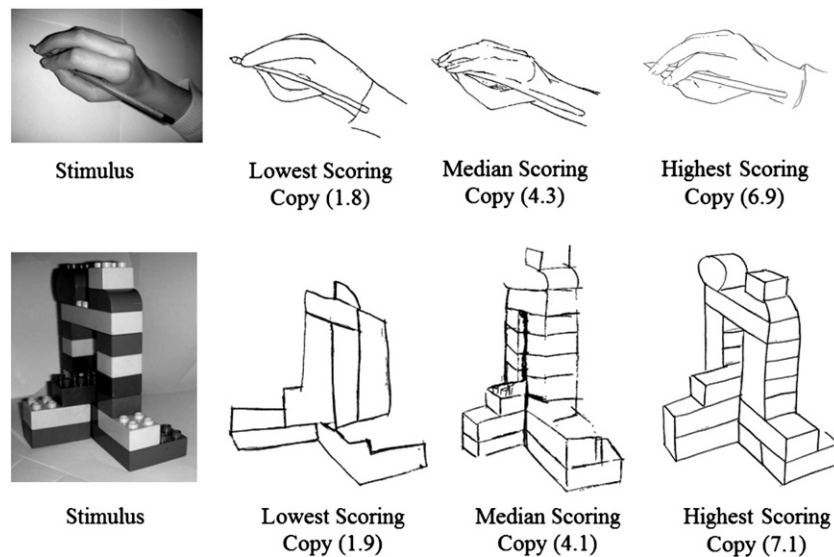 Stimulus
Lowest Scoring
Copy (1.8)
Median Scoring
Copy (4.3)
Highest Scoring
Copy (6.9)
Stimulus
Lowest Scoring
Copy (1.9)
Median Scoring
Copy (4.1)
Highest Scoring
Copy (7.1)